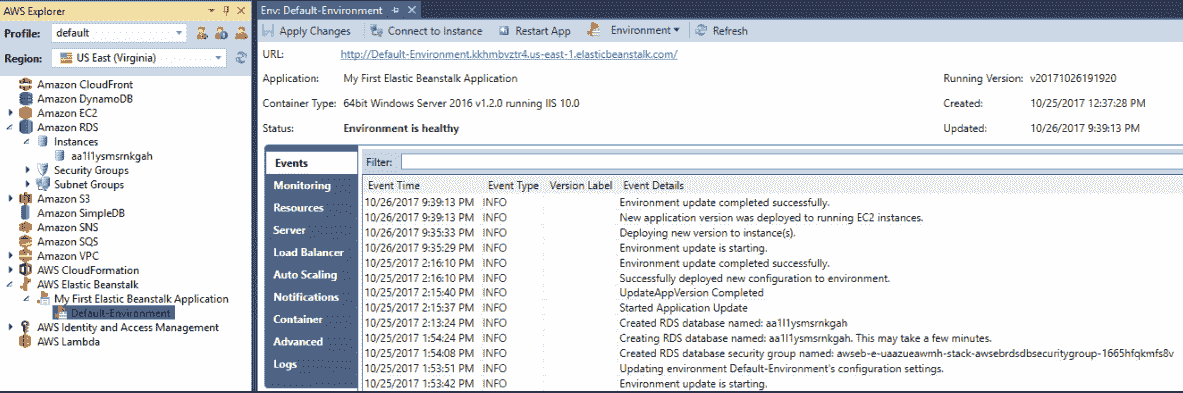 AWS Explorer
Profile: default
Region: US East (Virginia)
Amazon CloudFront
Amazon DynamoDB
Amazon EC2
Amazon RDS
Instances
aa1l1ysmsrnkgah
Security Groups
Subnet Groups
Amazon S3
Amazon SimpleDB
Amazon SNS
Amazon SQS
Amazon VPC
AWS CloudFormation
AWS Elastic Beanstalk
My First Elastic Beanstalk Application
Default-Environment
AWS Identity and Access Management
AWS Lambda
Env: Default-Environment
Apply Changes Connect to Instance Restart App Environment Refresh
URL: http://Default-Environment.kkhmbvztr4.us-east-1.elasticbeanstalk.com/
Application: My First Elastic Beanstalk Application Running Version: v20171026191920
Container Type: 64bit Windows Server 2016 v1.2.0 running IIS 10.0 Created: 10/25/2017 12:37:28 PM
Status: Environment is healthy Updated: 10/26/2017 9:39:13 PM
Events
Monitoring
Resources
Server
Load Balancer
Auto Scaling
Notifications
Container
Advanced
Logs
Filter:
Event Time Event Type Version Label Event Details
10/26/2017 9:39:13 PM INFO Environment update completed successfully.
10/26/2017 9:39:13 PM INFO New application version was deployed to running EC2 instances.
10/26/2017 9:35:33 PM INFO Deploying new version to instance(s).
10/26/2017 9:35:29 PM INFO Environment update is starting.
10/25/2017 2:16:10 PM INFO Environment update completed successfully.
10/25/2017 2:16:10 PM INFO Successfully deployed new configuration to environment.
10/25/2017 2:15:40 PM INFO UpdateAppVersion Completed
10/25/2017 2:15:37 PM INFO Started Application Update
10/25/2017 2:13:24 PM INFO Created RDS database named: aa1l1ysmsrnkgah
10/25/2017 1:54:24 PM INFO Creating RDS database named: aa1l1ysmsrnkgah. This may take a few minutes.
10/25/2017 1:54:08 PM INFO Created RDS database security group named: awseb-e-uaazueawmh-stack-awsebrdsdbsecuritygroup-1665hfqkmfs8v
10/25/2017 1:53:51 PM INFO Updating environment Default-Environment's configuration settings.
10/25/2017 1:53:42 PM INFO Environment update is starting.